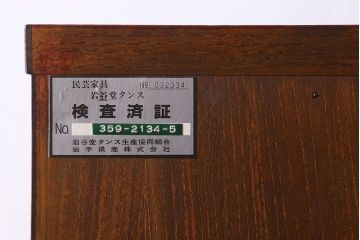 民芸家具 No 032334
岩谷堂タンス
検査済証
No. 359-2134-5
岩谷堂タンス生産協同組合
岩手県産株式会社